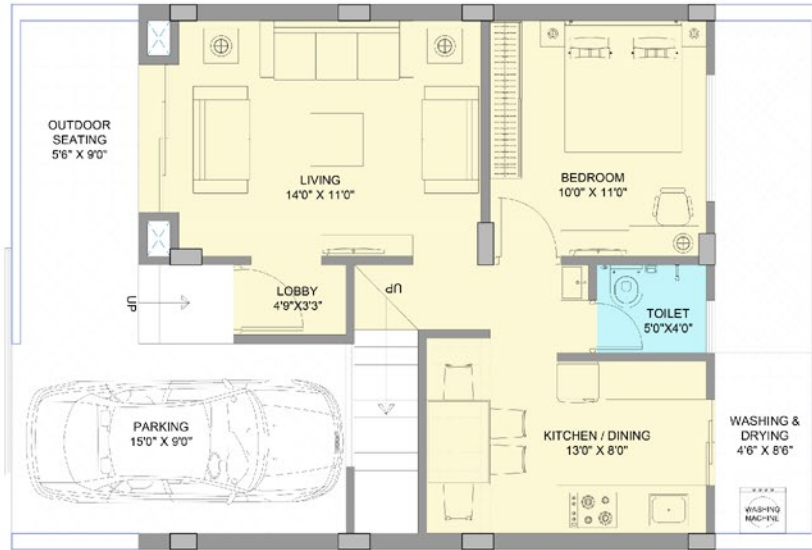 OUTDOOR
SEATING
5'6" X 9'0"
LIVING
14'0" X 11'0"
BEDROOM
10'0" X 11'0"
UP
LOBBY
4'9"X3'3"
UP
TOILET
5'0"X4'0"
PARKING
15'0" X 9'0"
KITCHEN / DINING
13'0" X 8'0"
WASHING &
DRYING
4'6" X 8'6"
WASHING
MACHINE